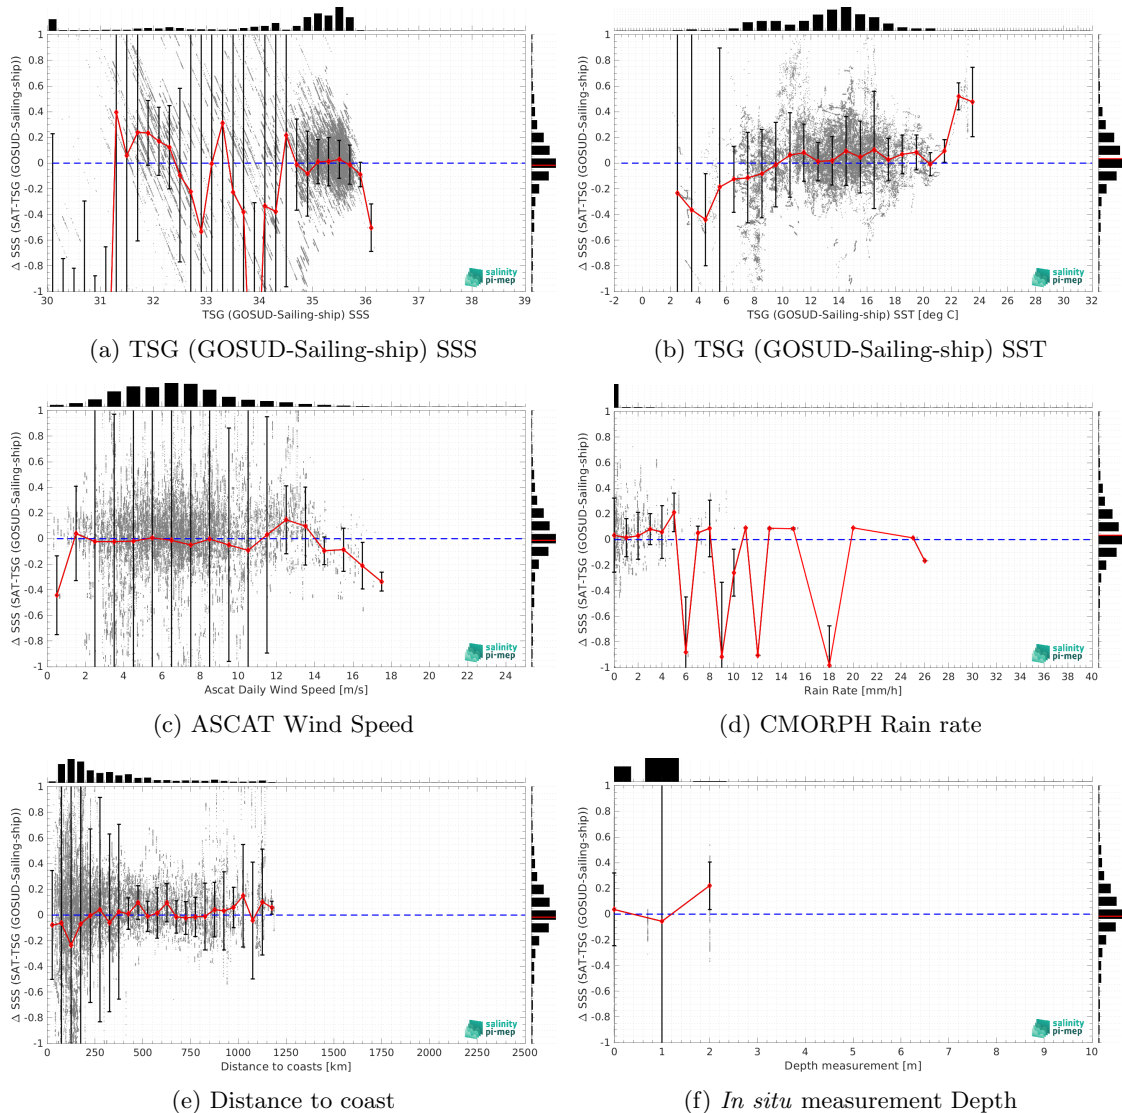 1
0.8
0.6
0.4
0.2
0
-0.2
-0.4
-0.6
-0.8
-1
Δ SSS (SAT-TSG (GOSUD-Sailing-ship))
30 31 32 33 34 35 36 37 38 39
TSG (GOSUD-Sailing-ship) SSS
salinity
pi-mep
(a) TSG (GOSUD-Sailing-ship) SSS
1
0.8
0.6
0.4
0.2
0
-0.2
-0.4
-0.6
-0.8
-1
Δ SSS (SAT-TSG (GOSUD-Sailing-ship))
-2 0 2 4 6 8 10 12 14 16 18 20 22 24 26 28 30 32
TSG (GOSUD-Sailing-ship) SST [deg C]
salinity
pi-mep
(b) TSG (GOSUD-Sailing-ship) SST
1
0.8
0.6
0.4
0.2
0
-0.2
-0.4
-0.6
-0.8
-1
Δ SSS (SAT-TSG (GOSUD-Sailing-ship))
0 2 4 6 8 10 12 14 16 18 20 22 24
Ascat Daily Wind Speed [m/s]
salinity
pi-mep
(c) ASCAT Wind Speed
1
0.8
0.6
0.4
0.2
0
-0.2
-0.4
-0.6
-0.8
-1
Δ SSS (SAT-TSG (GOSUD-Sailing-ship))
0 2 4 6 8 10 12 14 16 18 20 22 24 26 28 30 32 34 36 38 40
Rain Rate [mm/h]
salinity
pi-mep
(d) CMORPH Rain rate
1
0.8
0.6
0.4
0.2
0
-0.2
-0.4
-0.6
-0.8
-1
Δ SSS (SAT-TSG (GOSUD-Sailing-ship))
0 250 500 750 1000 1250 1500 1750 2000 2250 2500
Distance to coasts [km]
salinity
pi-mep
(e) Distance to coast
1
0.8
0.6
0.4
0.2
0
-0.2
-0.4
-0.6
-0.8
-1
Δ SSS (SAT-TSG (GOSUD-Sailing-ship))
0 1 2 3 4 5 6 7 8 9 10
Depth measurement [m]
salinity
pi-mep
(f) In situ measurement Depth